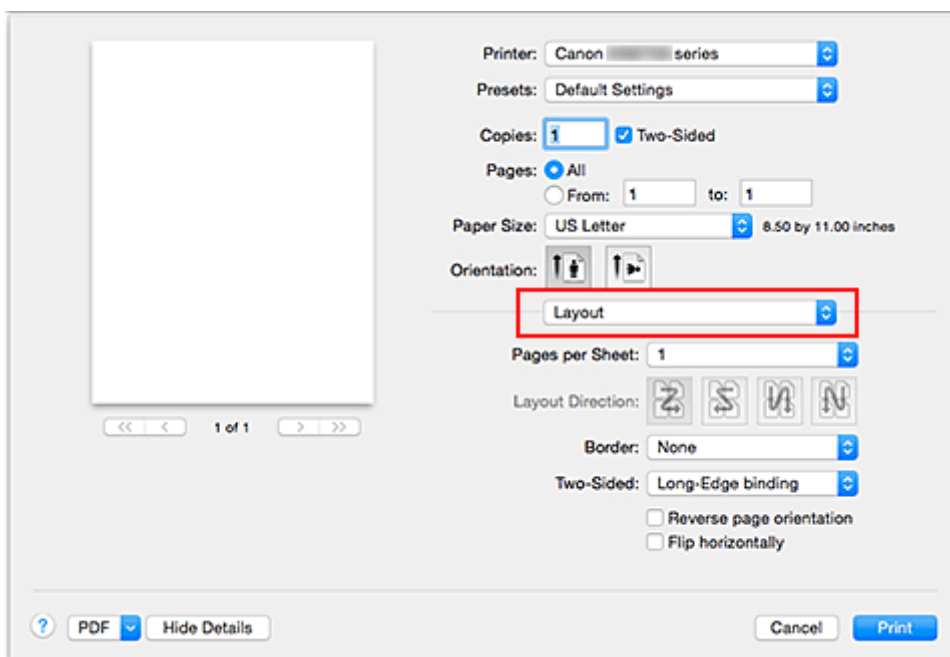 Printer: Canon series
Presets: Default Settings
Copies: 1 Two-Sided
Pages: All
From: 1 to: 1
Paper Size: US Letter 8.50 by 11.00 inches
Orientation:
Layout
Pages per Sheet: 1
Layout Direction:
Border: None
Two-Sided: Long-Edge binding
Reverse page orientation
Flip horizontally
<< < 1 of 1 > >>
? PDF Hide Details Cancel Print